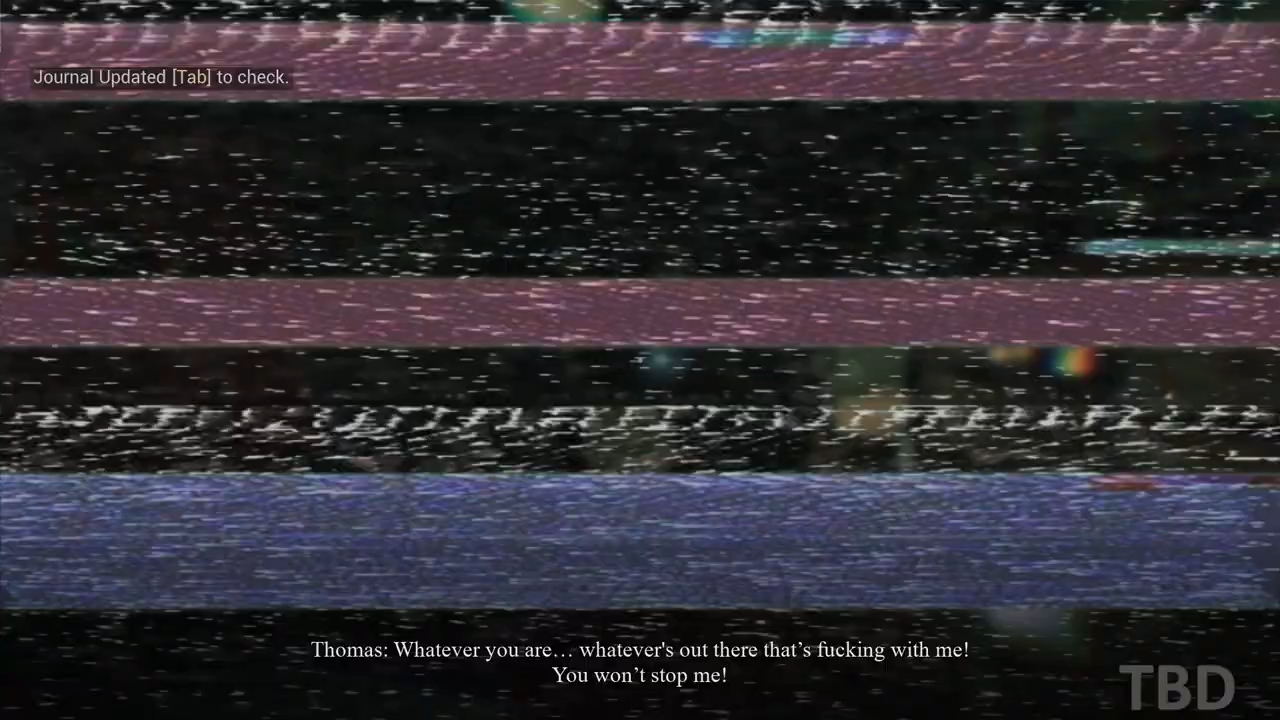 Journal Updated [Tab] to check.
Thomas: Whatever you are… whatever's out there that’s fucking with me!
You won’t stop me!
TBD